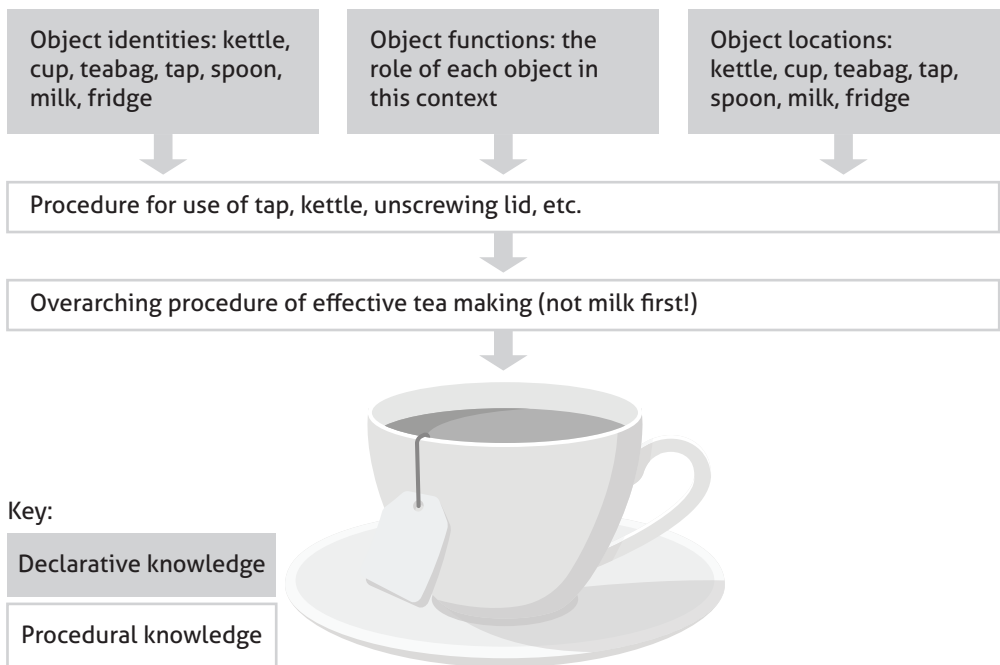 Object identities: kettle,
cup, teabag, tap, spoon,
milk, fridge
Object functions: the
role of each object in
this context
Object locations:
kettle, cup, teabag, tap,
spoon, milk, fridge
Procedure for use of tap, kettle, unscrewing lid, etc.
Overarching procedure of effective tea making (not milk first!)
Key:
Declarative knowledge
Procedural knowledge